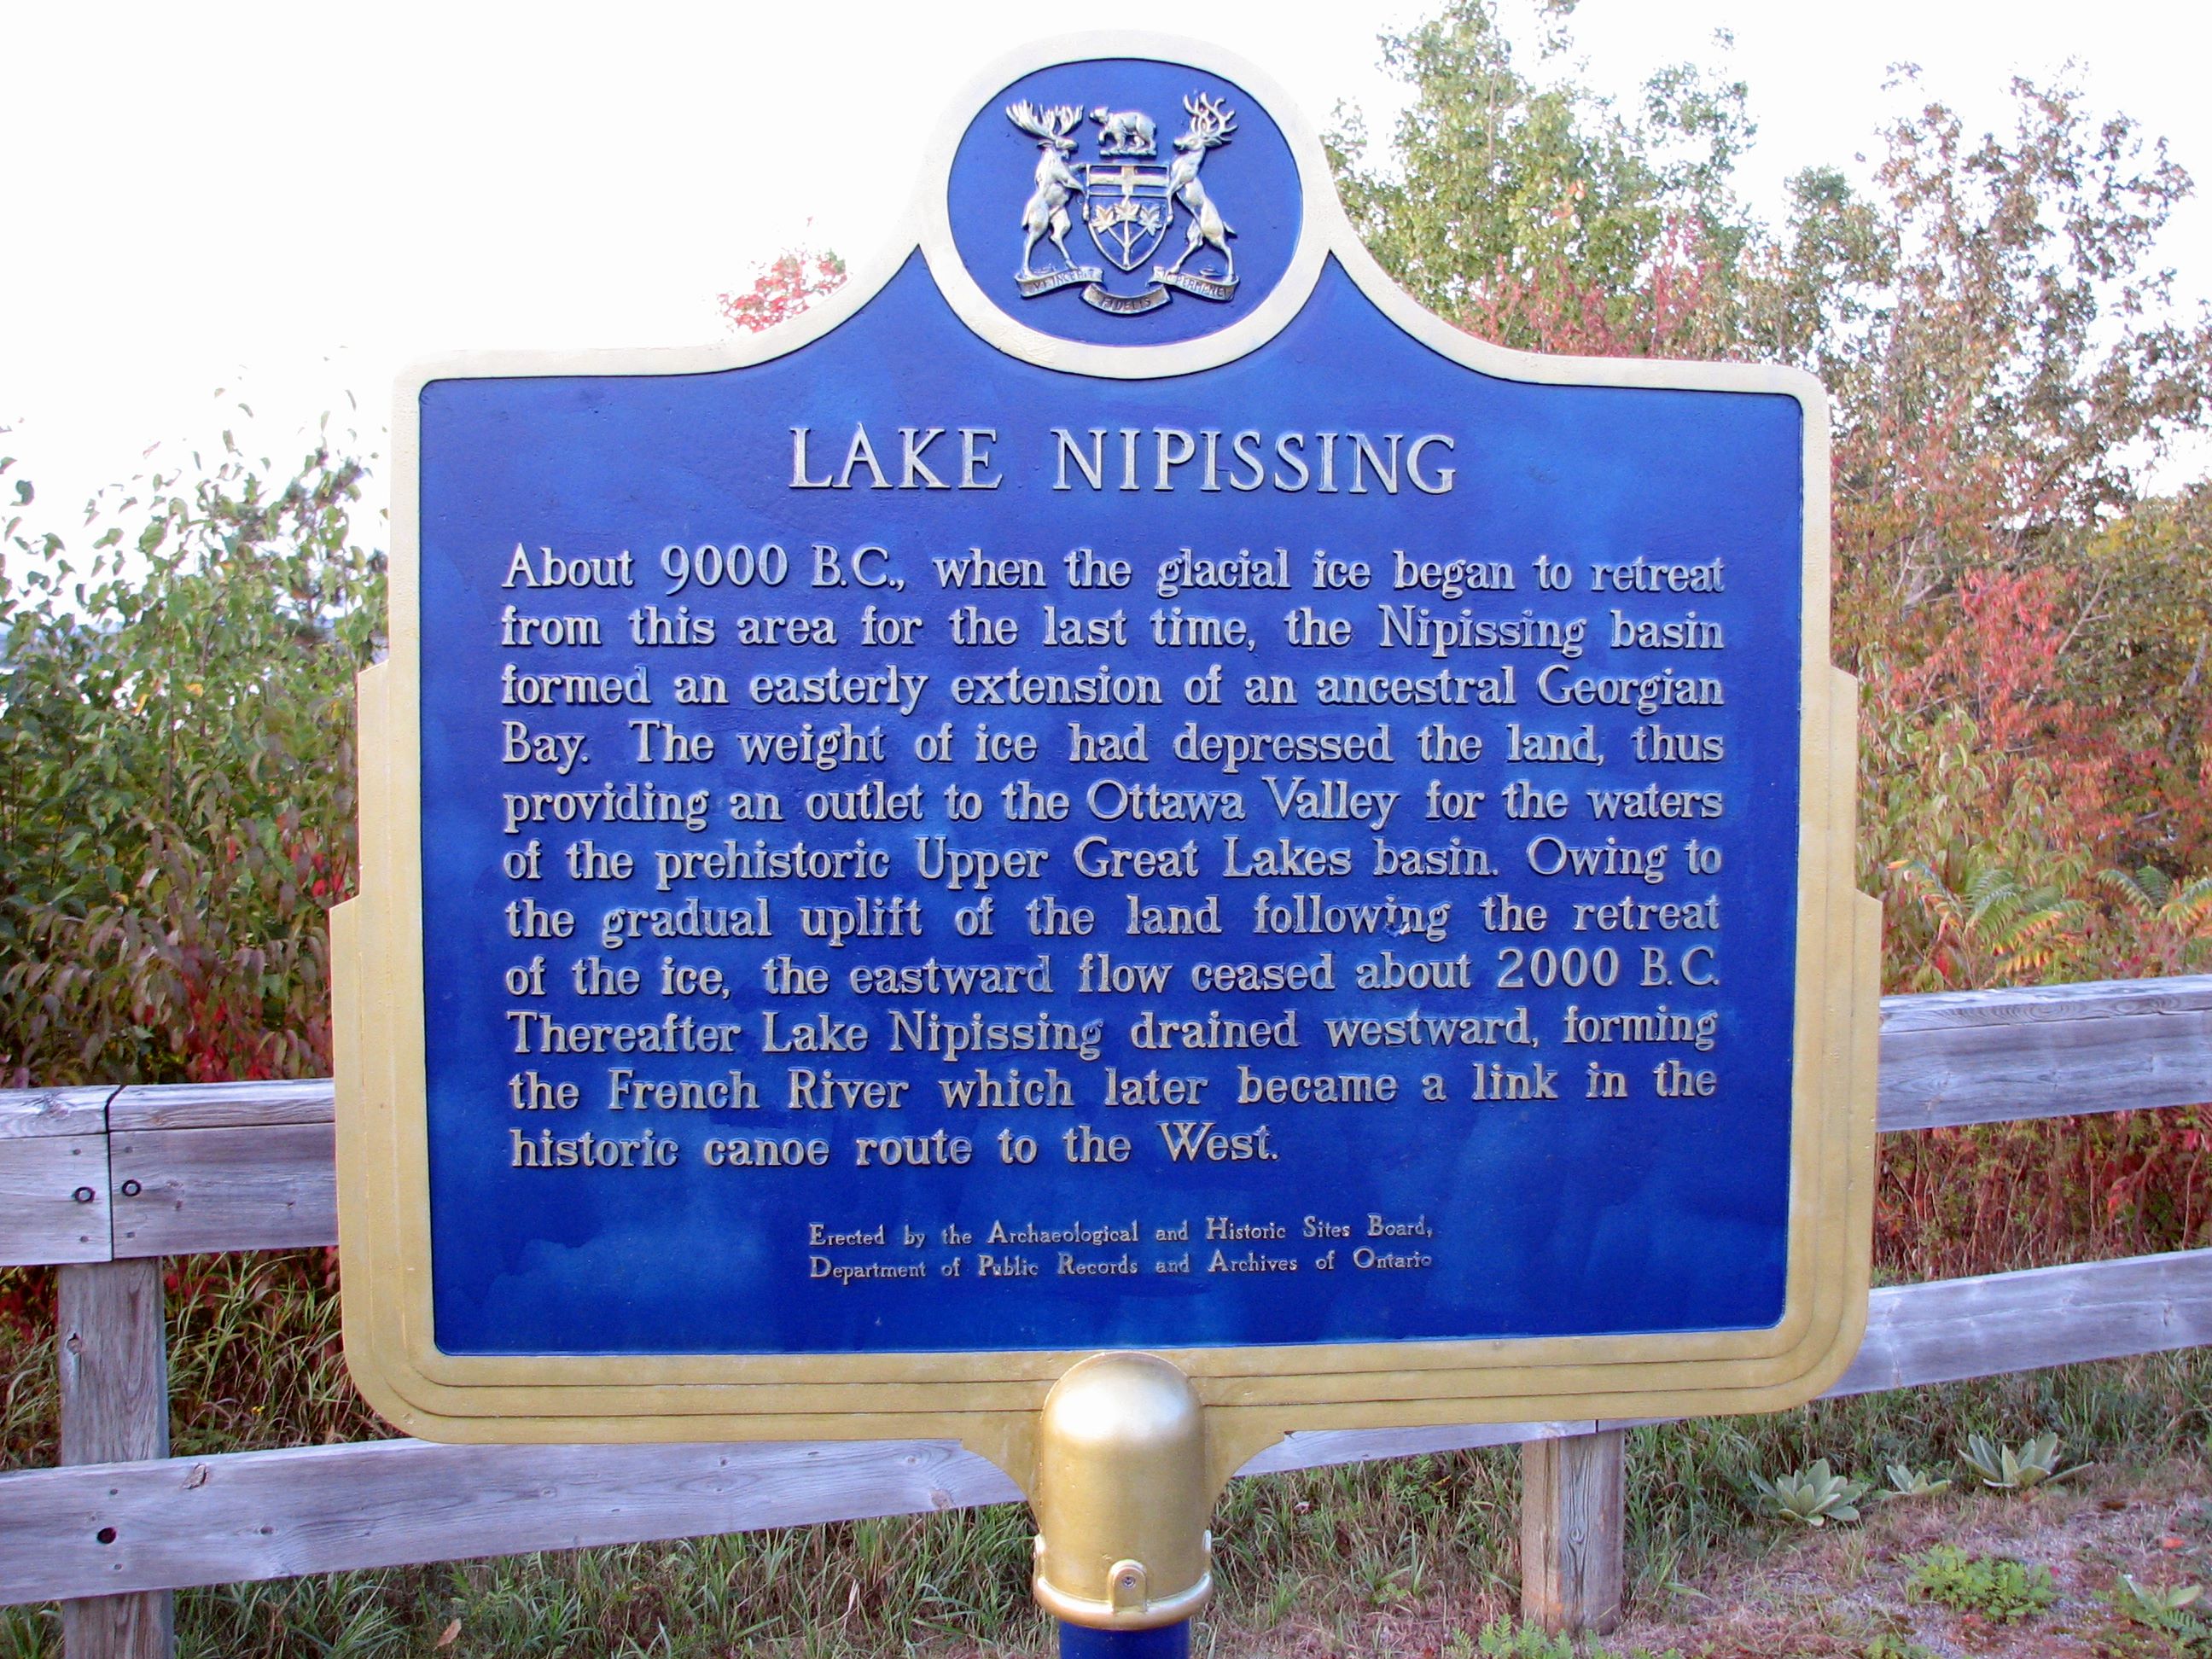 VT INCEPIT SIC PERMANET
FIDELIS
LAKE NIPISSING
About 9000 B.C., when the glacial ice began to retreat
from this area for the last time, the Nipissing basin
formed an easterly extension of an ancestral Georgian
Bay. The weight of ice had depressed the land, thus
providing an outlet to the Ottawa Valley for the waters
of the prehistoric Upper Great Lakes basin. Owing to
the gradual uplift of the land following the retreat
of the ice, the eastward flow ceased about 2000 B.C.
Thereafter Lake Nipissing drained westward, forming
the French River which later became a link in the
historic canoe route to the West.
Erected by the Archaeological and Historic Sites Board,
Department of Public Records and Archives of Ontario